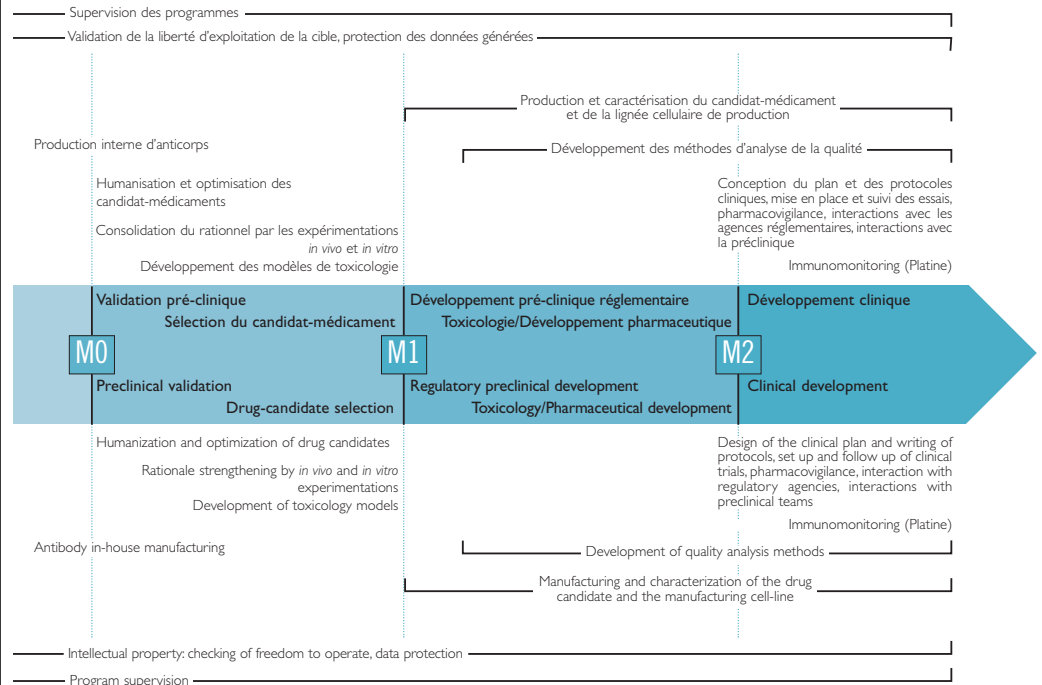 Supervision des programmes
Validation de la liberté d'exploitation de la cible, protection des données générées
Production et caractérisation du candidat-médicament
et de la lignée cellulaire de production
Production interne d'anticorps
Développement des méthodes d'analyse de la qualité
Humanisation et optimisation des
candidat-médicaments
Consolidation du rationnel par les expérimentations
in vivo et in vitro
Développement des modèles de toxicologie
Conception du plan et des protocoles
cliniques, mise en place et suivi des essais,
pharmacovigilance, interactions avec les
agences réglementaires, interactions avec
la préclinique
Immunomonitoring (Platine)
Validation pré-clinique
Sélection du candidat-médicament
Développement pré-clinique réglementaire
Toxicologie/Développement pharmaceutique
Développement clinique
M0
M1
M2
Preclinical validation
Drug-candidate selection
Regulatory preclinical development
Toxicology/Pharmaceutical development
Clinical development
Humanization and optimization of drug candidates
Rationale strengthening by in vivo and in vitro
experimentations
Development of toxicology models
Design of the clinical plan and writing of
protocols, set up and follow up of clinical
trials, pharmacovigilance, interaction with
regulatory agencies, interactions with
preclinical teams
Immunomonitoring (Platine)
Antibody in-house manufacturing
Development of quality analysis methods
Manufacturing and characterization of the drug
candidate and the manufacturing cell-line
Intellectual property: checking of freedom to operate, data protection
Program supervision